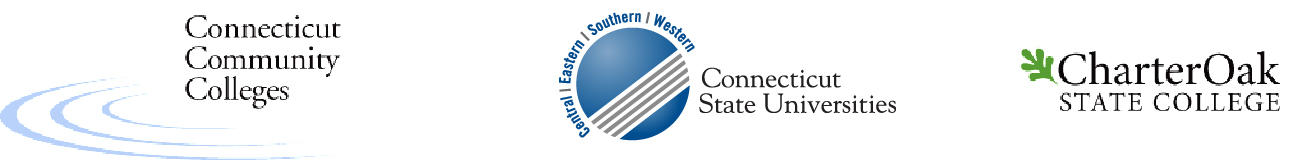 Connecticut
Community
Colleges
Central | Eastern | Southern | Western
Connecticut
State Universities
CharterOak
STATE COLLEGE